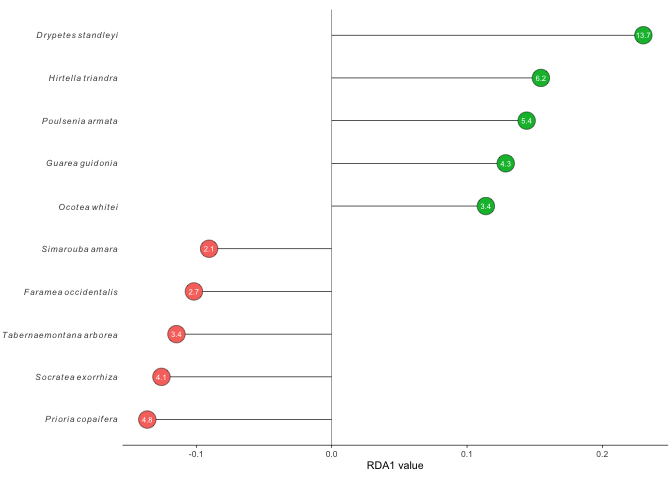 Drypetes standleyi 13.7
Hirtella triandra 6.2
Poulsenia armata 5.4
Guarea guidonia 4.3
Ocotea whitei 3.4
Simarouba amara 2.1
Faramea occidentalis 2.7
Tabernaemontana arborea 3.4
Socratea exorrhiza 4.1
Prioria copaifera 4.8
-0.1 0.0 0.1 0.2
RDA1 value